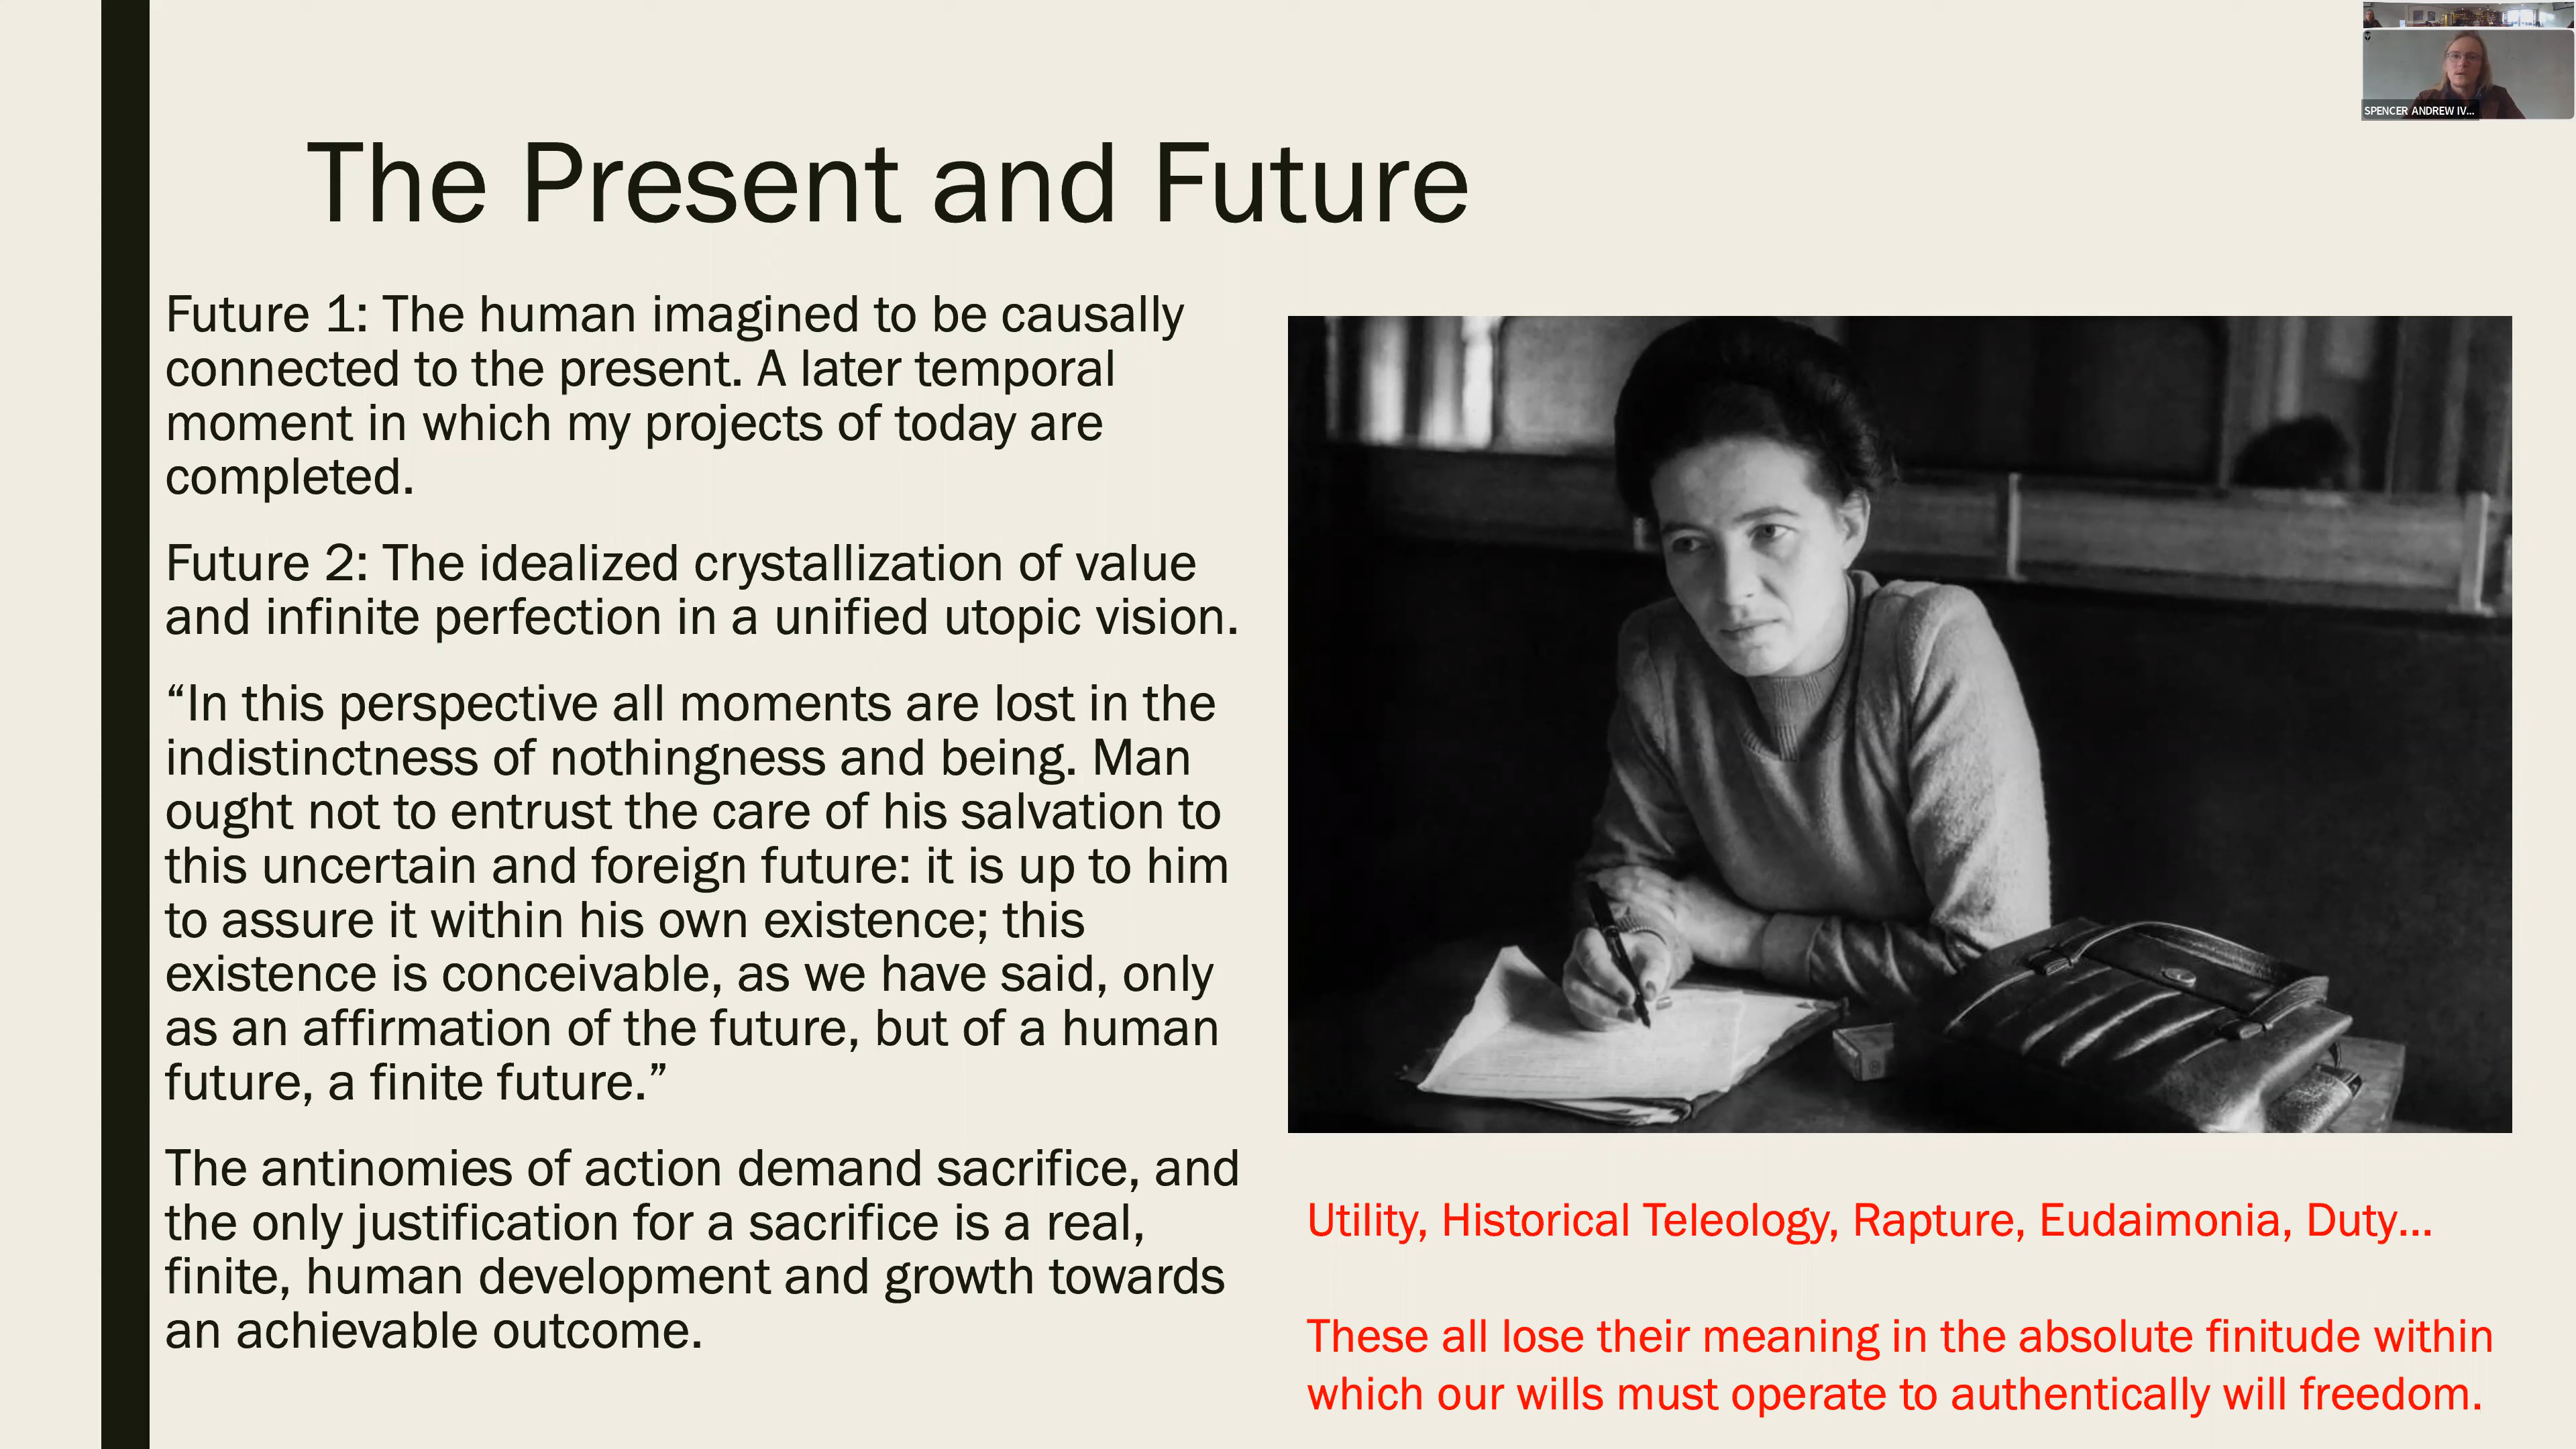 SPENCER ANDREW IV...
The Present and Future
Future 1: The human imagined to be causally
connected to the present. A later temporal
moment in which my projects of today are
completed.
Future 2: The idealized crystallization of value
and infinite perfection in a unified utopic vision.
“In this perspective all moments are lost in the
indistinctness of nothingness and being. Man
ought not to entrust the care of his salvation to
this uncertain and foreign future: it is up to him
to assure it within his own existence; this
existence is conceivable, as we have said, only
as an affirmation of the future, but of a human
future, a finite future.”
The antinomies of action demand sacrifice, and
the only justification for a sacrifice is a real,
finite, human development and growth towards
an achievable outcome.
Utility, Historical Teleology, Rapture, Eudaimonia, Duty...
These all lose their meaning in the absolute finitude within
which our wills must operate to authentically will freedom.